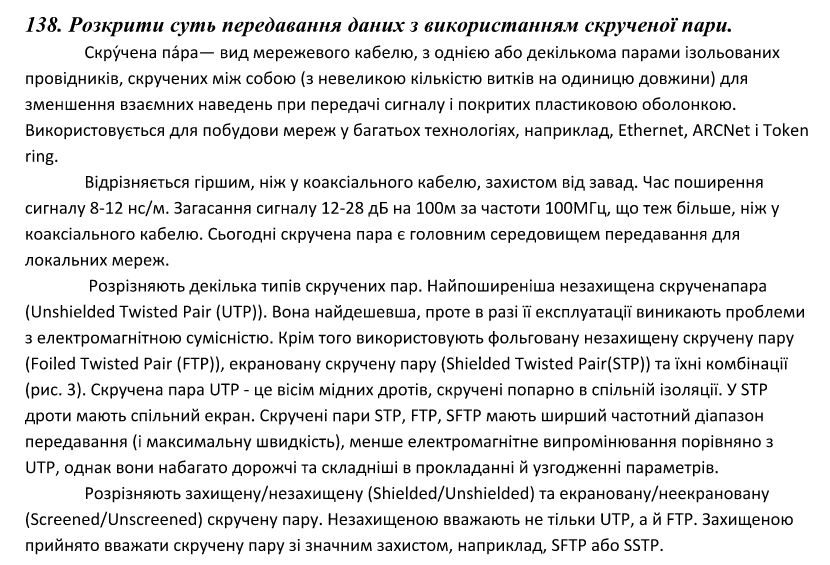 138. Розкрити суть передавання даних з використанням скрученої пари.
Скру́чена па́ра— вид мережевого кабелю, з однією або декількома парами ізольованих
провідників, скручених між собою (з невеликою кількістю витків на одиницю довжини) для
зменшення взаємних наведень при передачі сигналу і покритих пластиковою оболонкою.
Використовується для побудови мереж у багатьох технологіях, наприклад, Ethernet, ARCNet і Token
ring.
Відрізняється гіршим, ніж у коаксіального кабелю, захистом від завад. Час поширення
сигналу 8-12 нс/м. Загасання сигналу 12-28 дБ на 100м за частоти 100МГц, що теж більше, ніж у
коаксіального кабелю. Сьогодні скручена пара є головним середовищем передавання для
локальних мереж.
Розрізняють декілька типів скручених пар. Найпоширеніша незахищена скрученапара
(Unshielded Twisted Pair (UTP)). Вона найдешевша, проте в разі її експлуатації виникають проблеми
з електромагнітною сумісністю. Крім того використовують фольговану незахищену скручену пару
(Foiled Twisted Pair (FTP)), екрановану скручену пару (Shielded Twisted Pair(STP)) та їхні комбінації
(рис. 3). Скручена пара UTP - це вісім мідних дротів, скручені попарно в спільній ізоляції. У STP
дроти мають спільний екран. Скручені пари STP, FTP, SFTP мають ширший частотний діапазон
передавання (і максимальну швидкість), менше електромагнітне випромінювання порівняно з
UTP, однак вони набагато дорожчі та складніші в прокладанні й узгодженні параметрів.
Розрізняють захищену/незахищену (Shielded/Unshielded) та екрановану/неекрановану
(Screened/Unscreened) скручену пару. Незахищеною вважають не тільки UTP, а й FTP. Захищеною
прийнято вважати скручену пару зі значним захистом, наприклад, SFTP або SSTP.